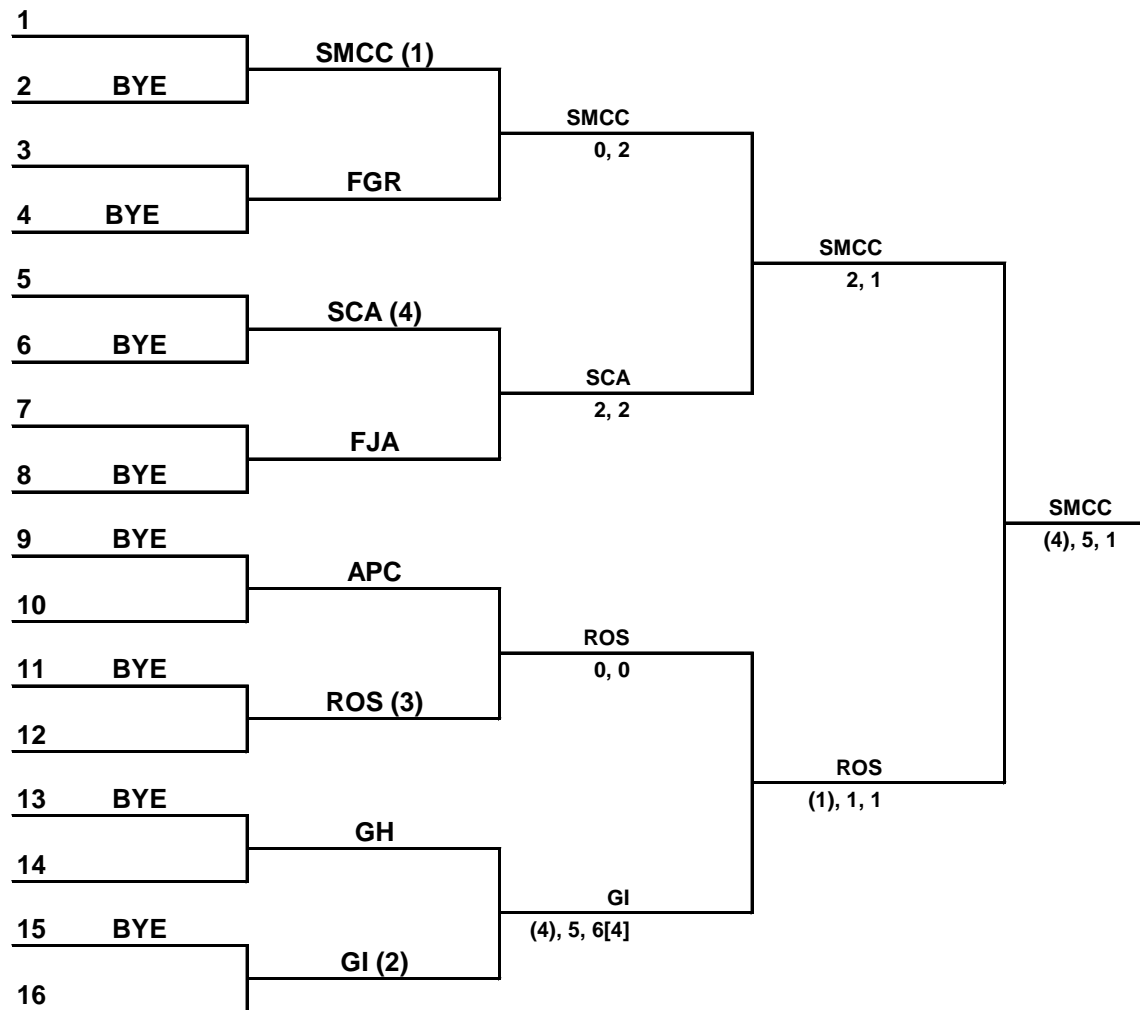 1
SMCC (1)
2 BYE
SMCC
0, 2
3
FGR
4 BYE
SMCC
2, 1
5
SCA (4)
6 BYE
SCA
2, 2
7
FJA
8 BYE
SMCC
(4), 5, 1
9 BYE
APC
10
ROS
0, 0
11 BYE
ROS (3)
12
ROS
(1), 1, 1
13 BYE
GH
14
GI
(4), 5, 6[4]
15 BYE
GI (2)
16